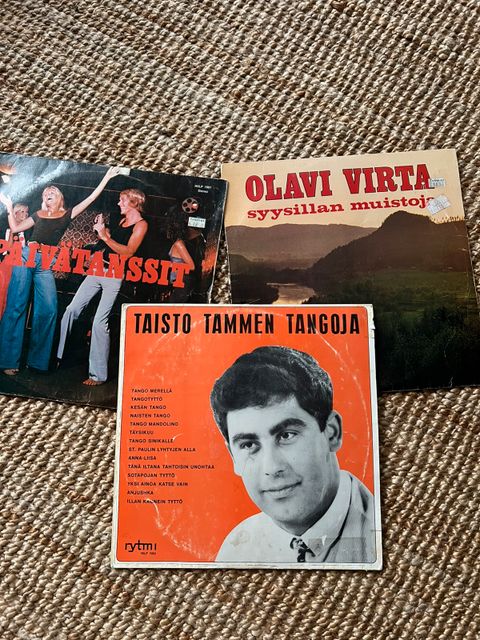 Stereo
PÄIVÄTANSSIT
OLAVI VIRTA
syysillan muistoja
TAISTO TAMMEN TANGOJA
TANGO MERELLÄ
TANGOTYTTÖ
KESÄN TANGO
NAISTEN TANGO
TANGO MANDOLINO
TÄYSIKUU
TANGO SINIKALLE
ST. PAULIN LYHTYJEN ALLA
ANNA-LIISA
TÄNÄ ILTANA TAHTOISIN UNOHTAA
SOTAPOJAN TYTTÖ
YKSI AINOA KATSE VAIN
ANJUSHKA
ILLAN KAUNEIN TYTTÖ
rytmi